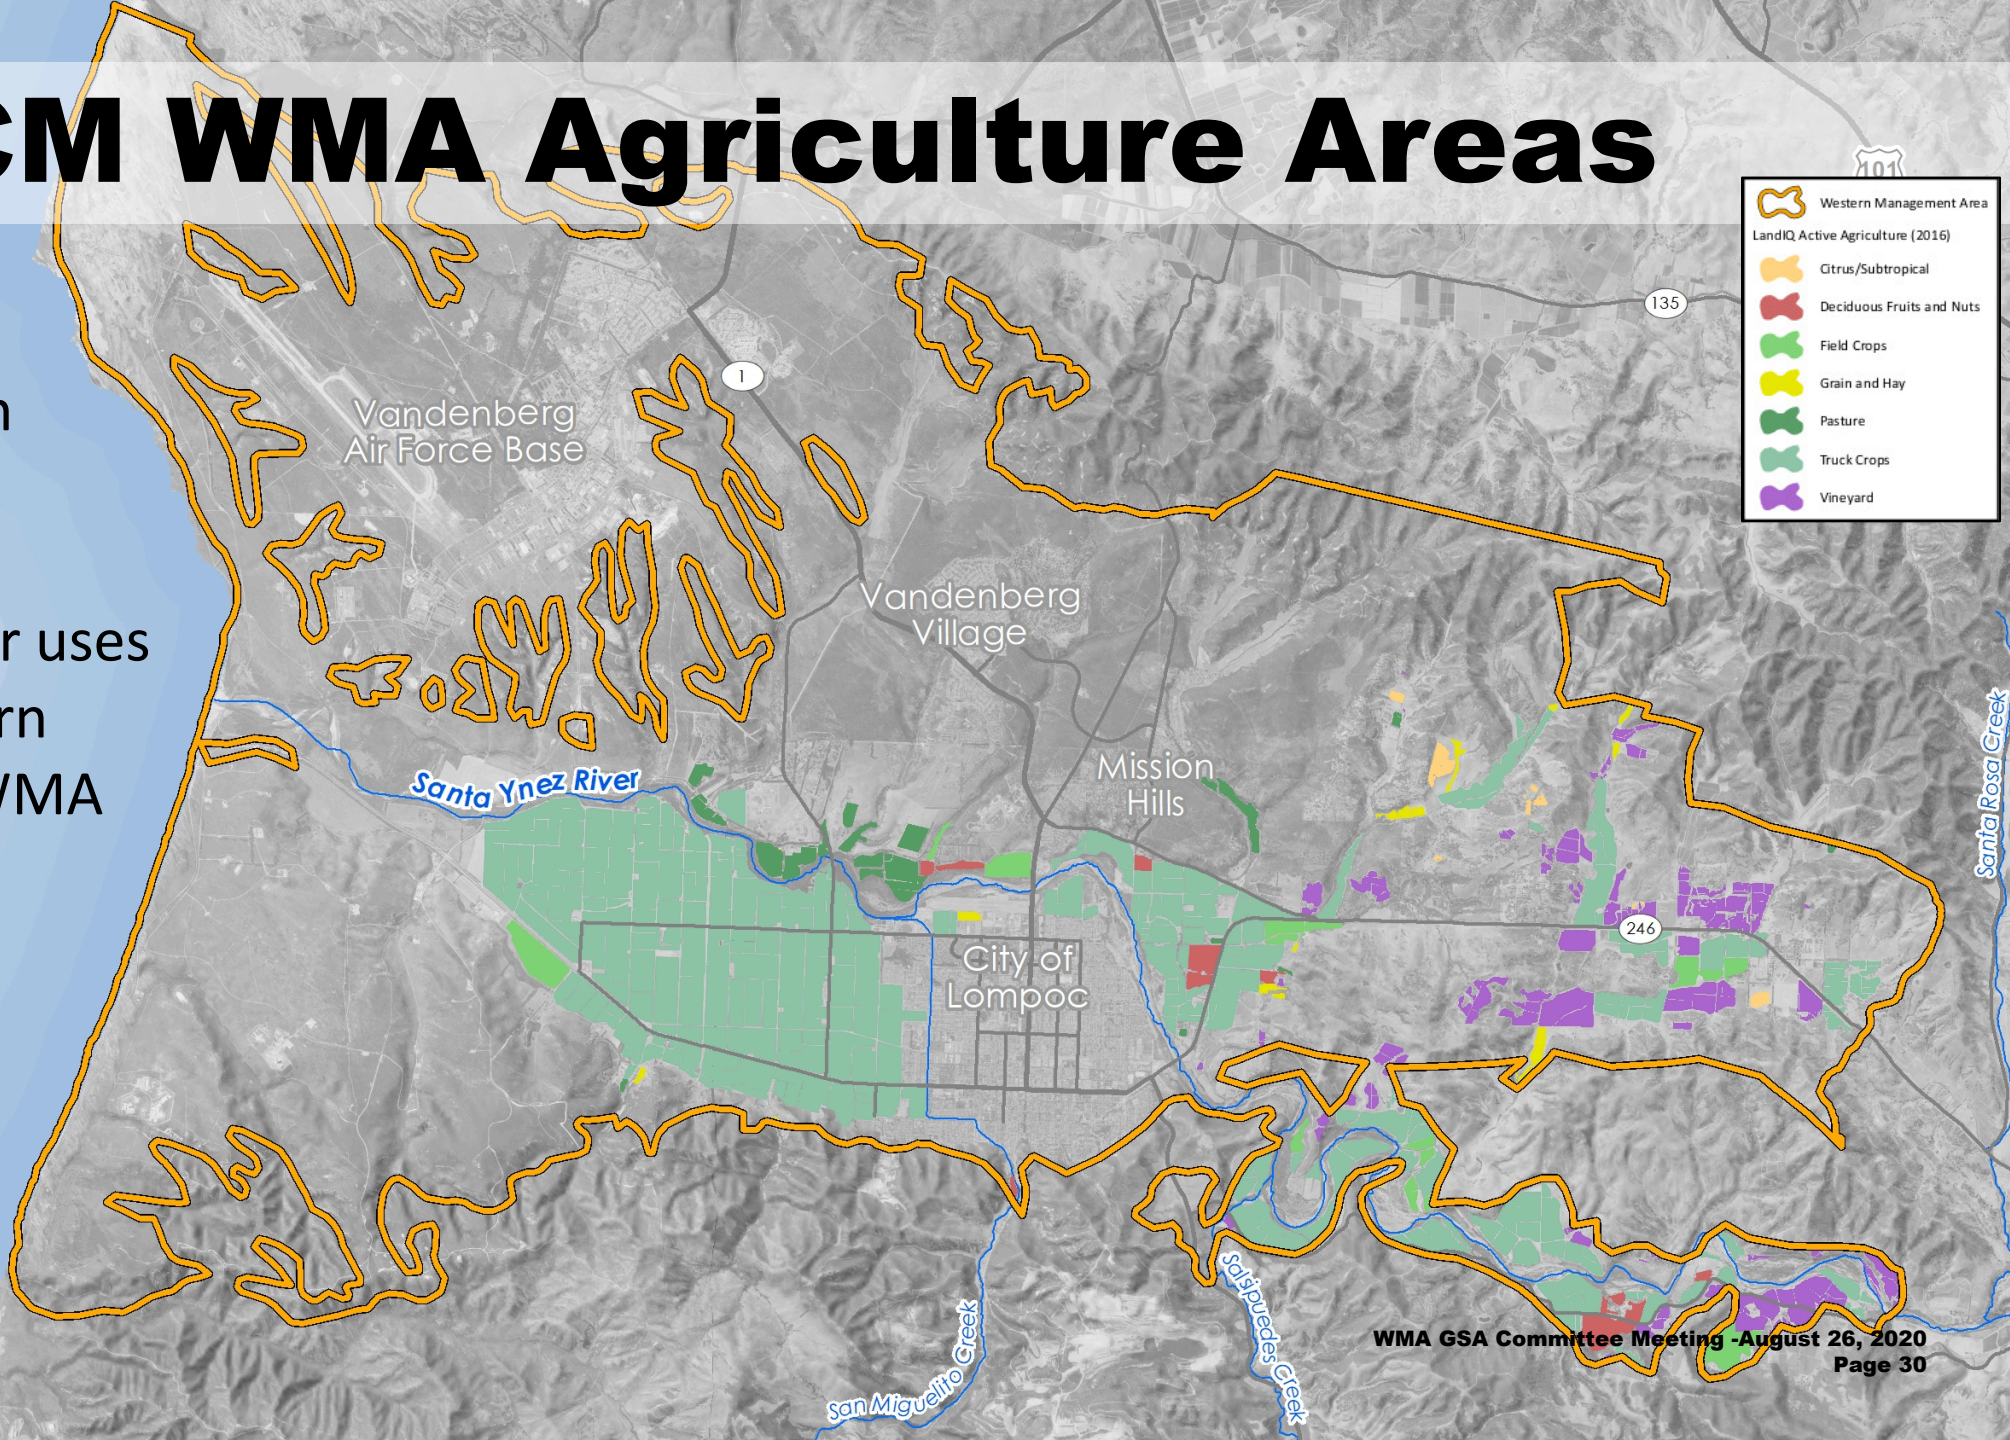 CM WMA Agriculture Areas
n
r uses
rn
WMA
101
Western Management Area
LandIQ Active Agriculture (2016)
Citrus/Subtropical
Deciduous Fruits and Nuts
Field Crops
Grain and Hay
Pasture
Truck Crops
Vineyard
135
1
Vandenberg
Air Force Base
Vandenberg
Village
Santa Rosa Creek
Mission
Hills
Santa Ynez River
246
City of
Lompoc
Salsipuedes Creek
San Miguelito Creek
WMA GSA Committee Meeting -August 26, 2020
Page 30